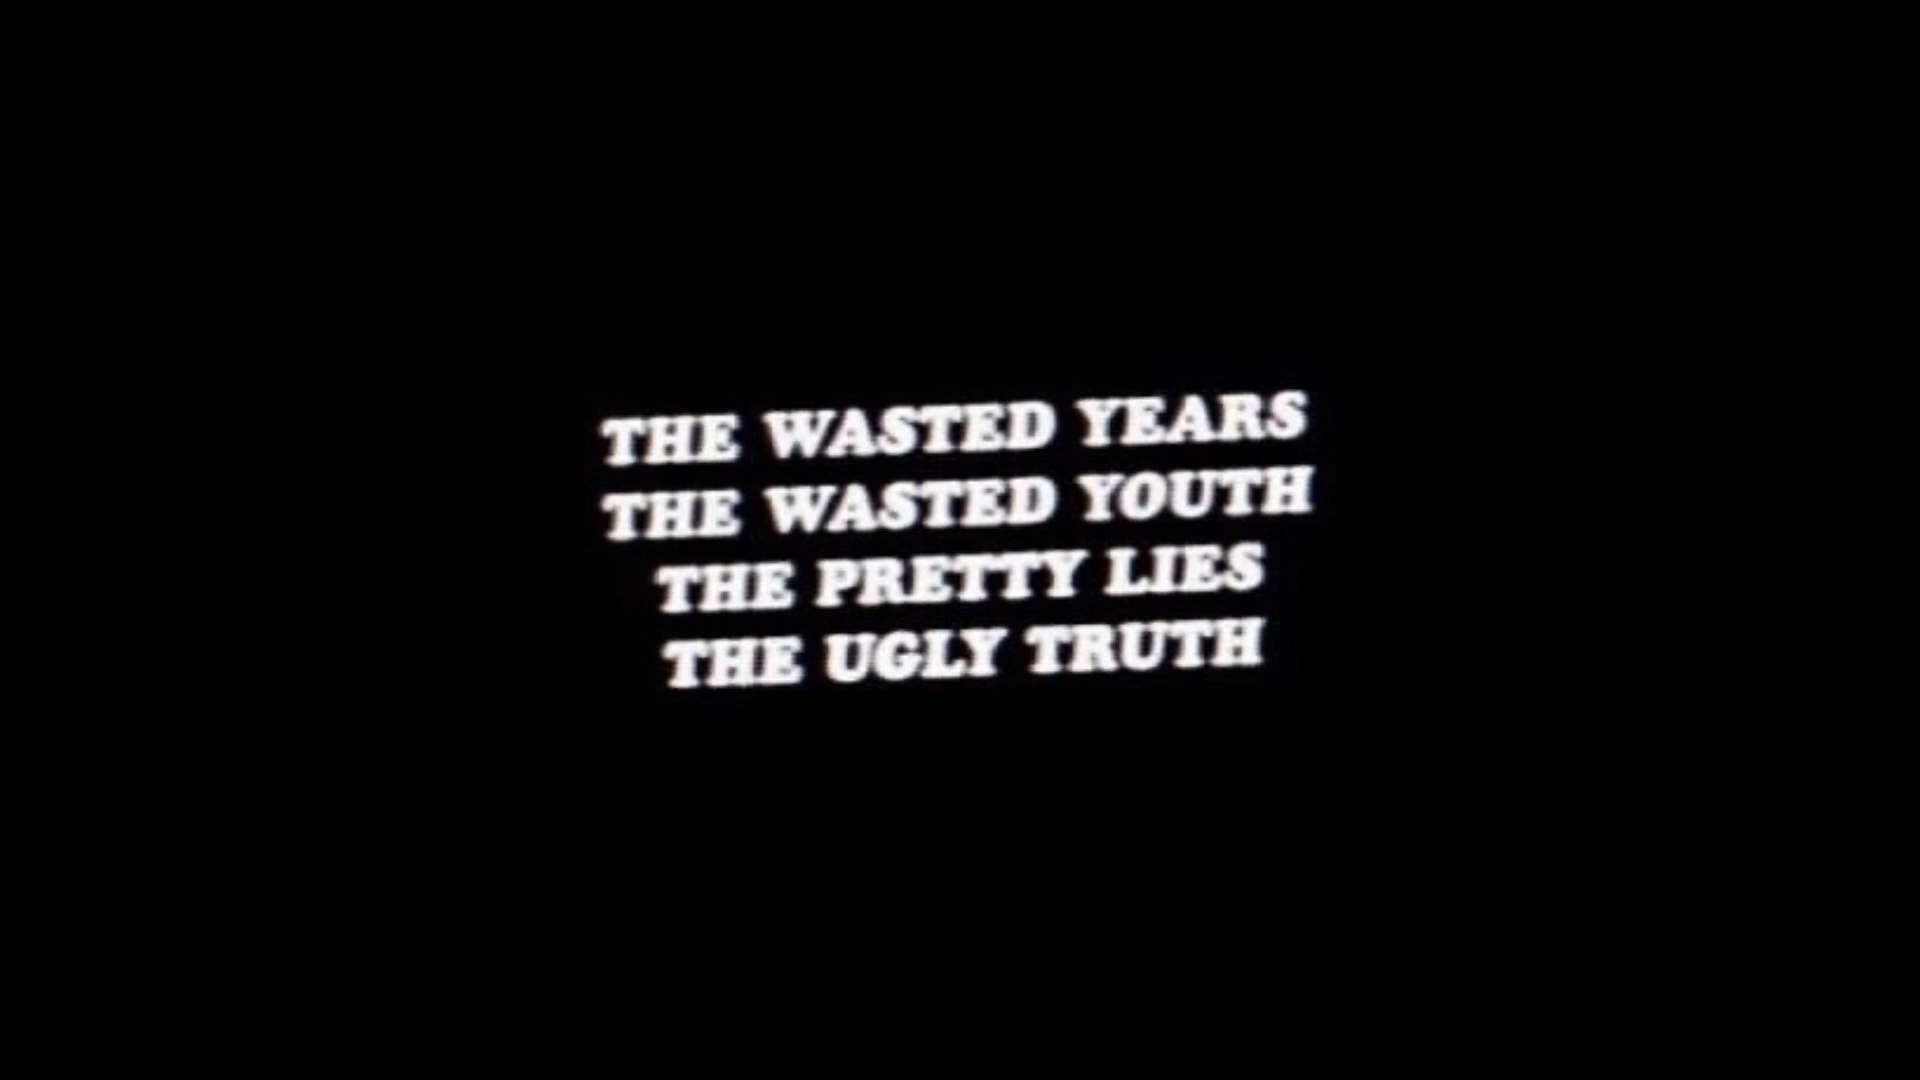 THE WASTED YEARS
THE WASTED YOUTH
THE PRETTY LIES
THE UGLY TRUTH